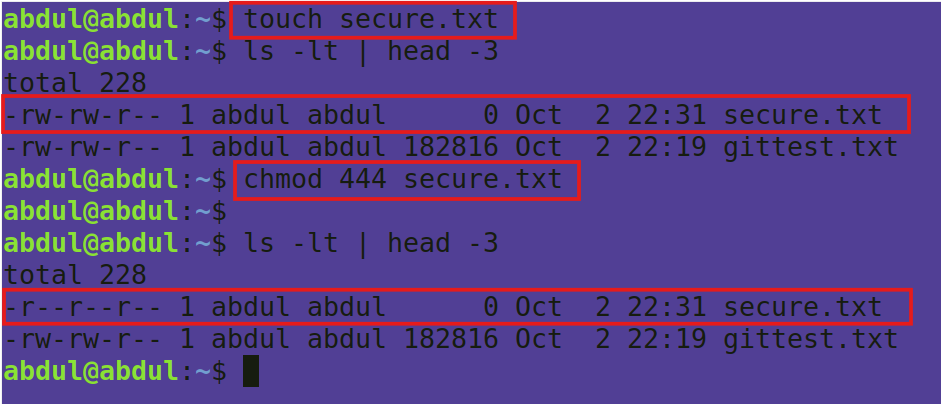 abdul@abdul:~$ touch secure.txt
abdul@abdul:~$ ls -lt | head -3
total 228
-rw-rw-r-- 1 abdul abdul      0 Oct  2 22:31 secure.txt
-rw-rw-r-- 1 abdul abdul 182816 Oct  2 22:19 gittest.txt
abdul@abdul:~$ chmod 444 secure.txt
abdul@abdul:~$
abdul@abdul:~$ ls -lt | head -3
total 228
-r--r--r-- 1 abdul abdul      0 Oct  2 22:31 secure.txt
-rw-rw-r-- 1 abdul abdul 182816 Oct  2 22:19 gittest.txt
abdul@abdul:~$